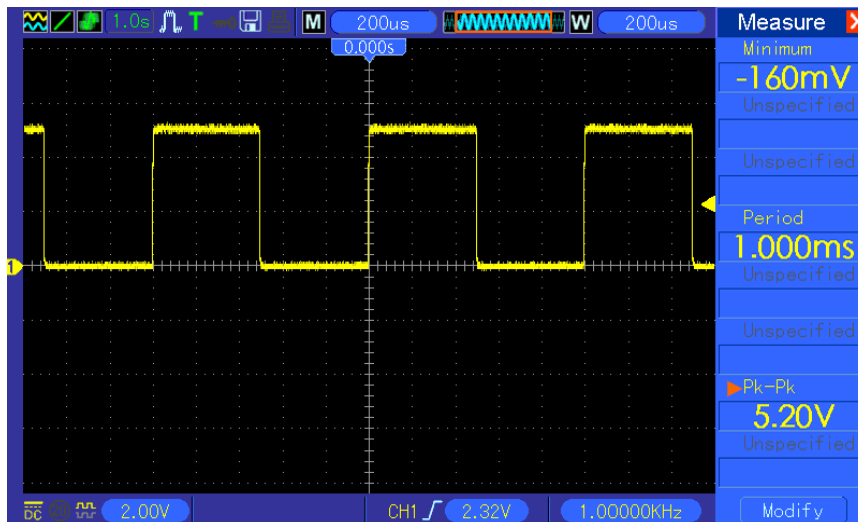 1.0s T M 200us W 200us
0.000s
1
Measure X
Minimum
-160mV
Unspecified
Unspecified
Period
1.000ms
Unspecified
Unspecified
Pk-Pk
5.20V
Unspecified
Modify
DC 2.00V CH1 2.32V 1.00000KHz